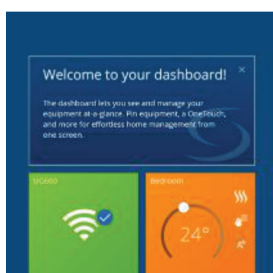 Welcome to your dashboard!
The dashboard lets you see and manage your
equipment at-a-glance. Pin equipment, a OneTouch,
and more for effortless home management from
one screen.
Bedroom
24°